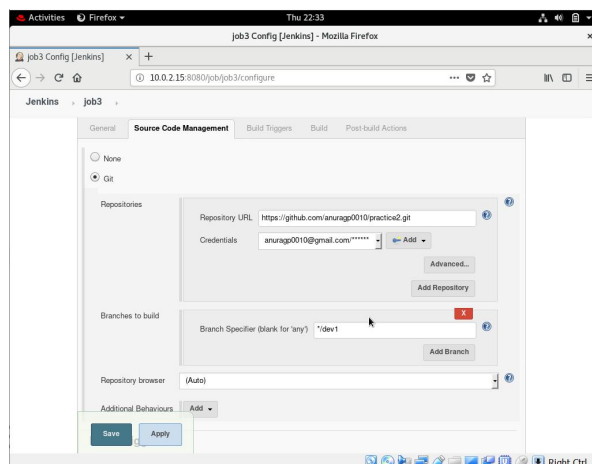 Activities Firefox Thu 22:33
job3 Config [Jenkins] - Mozilla Firefox
job3 Config [Jenkins] × +
10.0.2.15:8080/job/job3/configure
Jenkins › job3 ›
General Source Code Management Build Triggers Build Post-build Actions
None
Git
Repositories
Repository URL https://github.com/anuragp0010/practice2.git
Credentials anuragp0010@gmail.com/****** Add
Advanced...
Add Repository
Branches to build X
Branch Specifier (blank for 'any') */dev1
Add Branch
Repository browser (Auto)
Additional Behaviours Add
Save Apply
Right Ctrl